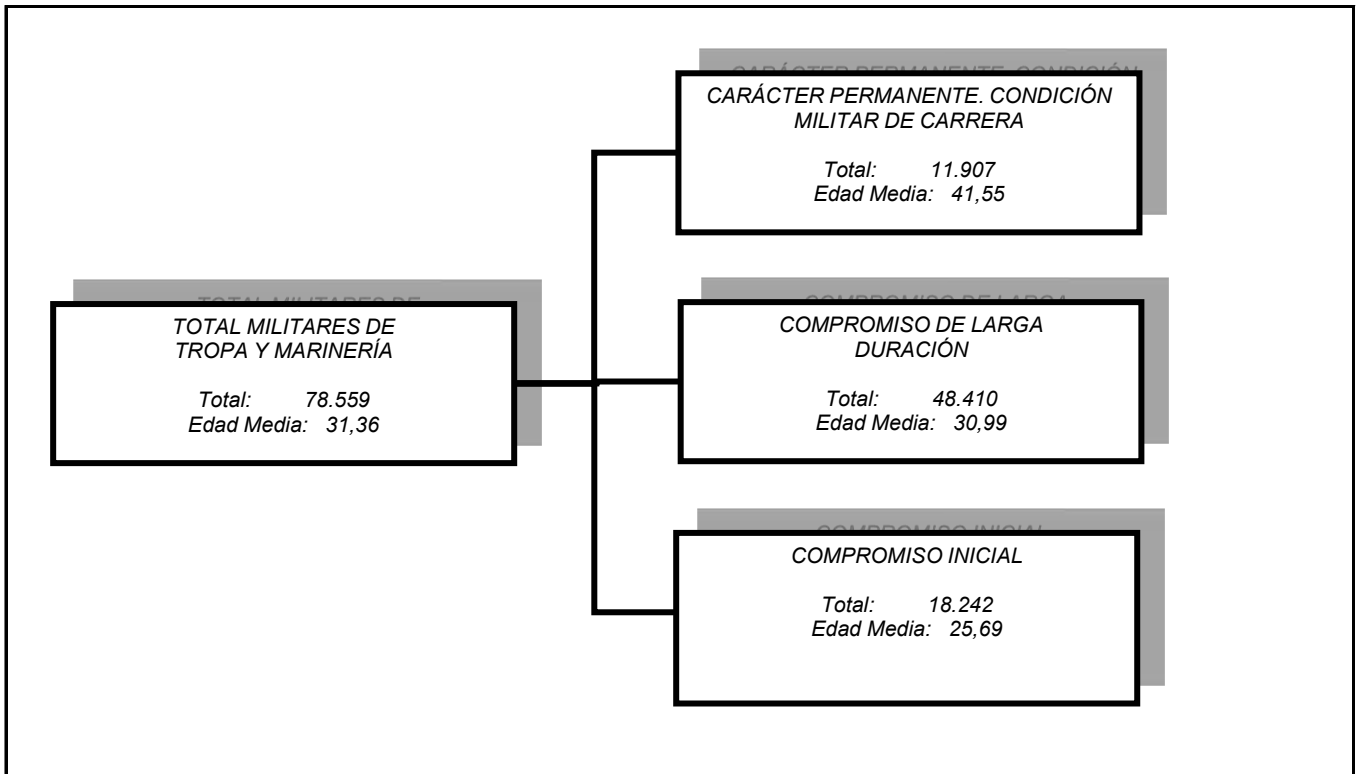 CARÁCTER PERMANENTE. CONDICIÓN
MILITAR DE CARRERA
Total: 11.907
Edad Media: 41,55
TOTAL MILITARES DE
TROPA Y MARINERÍA
Total: 78.559
Edad Media: 31,36
COMPROMISO DE LARGA
DURACIÓN
Total: 48.410
Edad Media: 30,99
COMPROMISO INICIAL
Total: 18.242
Edad Media: 25,69